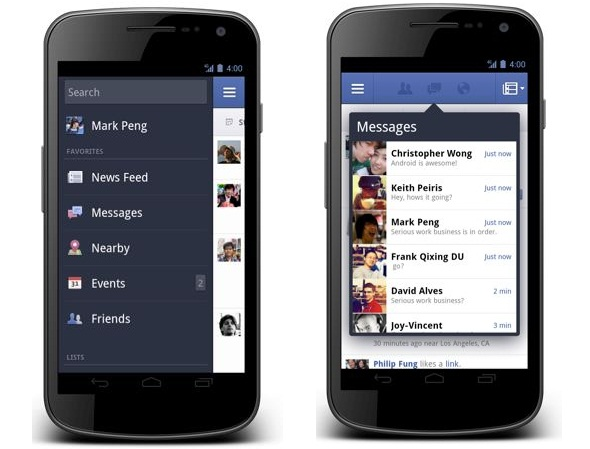 4:00
Search
Mark Peng
FAVORITES
News Feed
Messages
Nearby
Events 2
Friends
LISTS
4G 4:00
Messages
Christopher Wong Just now
Android is awesome!
Keith Peiris Just now
Hey, hows it going?
Mark Peng Just now
Serious work business is in order.
Frank Qixing DU Just now
go?
David Alves 2 min
Serious work business?
Joy-Vincent 3 min
30 minutes ago near Los Angeles, CA
Philip Fung likes a link.